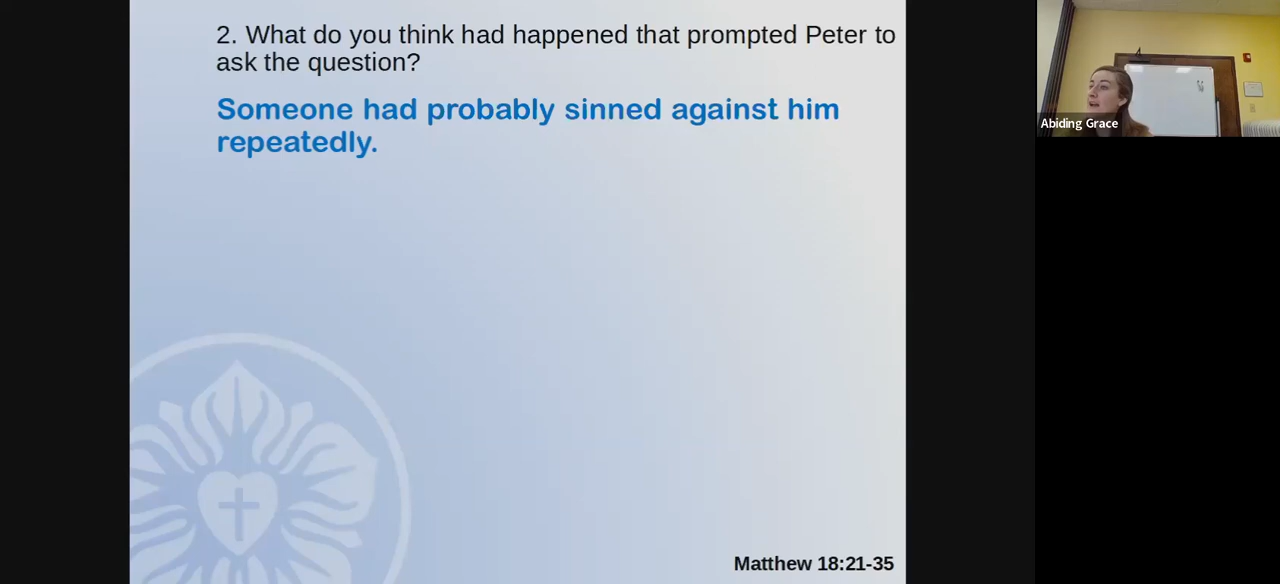 2. What do you think had happened that prompted Peter to
ask the question?
Someone had probably sinned against him
repeatedly.
Matthew 18:21-35
Abiding Grace